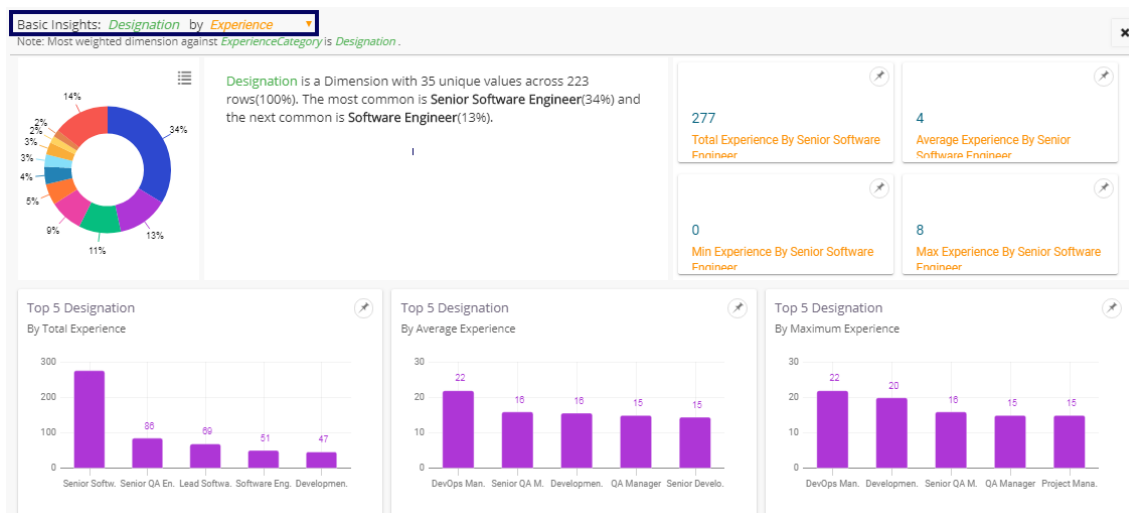 Basic Insights: Designation by Experience
Note: Most weighted dimension against ExperienceCategory is Designation .
14%
2%
2%
3%
3%
4%
5%
9%
11%
13%
34%
Designation is a Dimension with 35 unique values across 223
rows(100%). The most common is Senior Software Engineer(34%) and
the next common is Software Engineer(13%).
277
Total Experience By Senior Software
Engineer
4
Average Experience By Senior
Software Engineer
0
Min Experience By Senior Software
Engineer
8
Max Experience By Senior Software
Engineer
Top 5 Designation
By Total Experience
300
200
100
0
86
69
51
47
Senior Softw. Senior QA En. Lead Softwa. Software Eng. Developmen.
Top 5 Designation
By Average Experience
30
20
10
0
22
16
16
15
15
DevOps Man. Senior QA M. Developmen. QA Manager Senior Develo.
Top 5 Designation
By Maximum Experience
30
20
10
0
22
20
16
15
15
DevOps Man. Developmen. Senior QA M. QA Manager Project Mana.